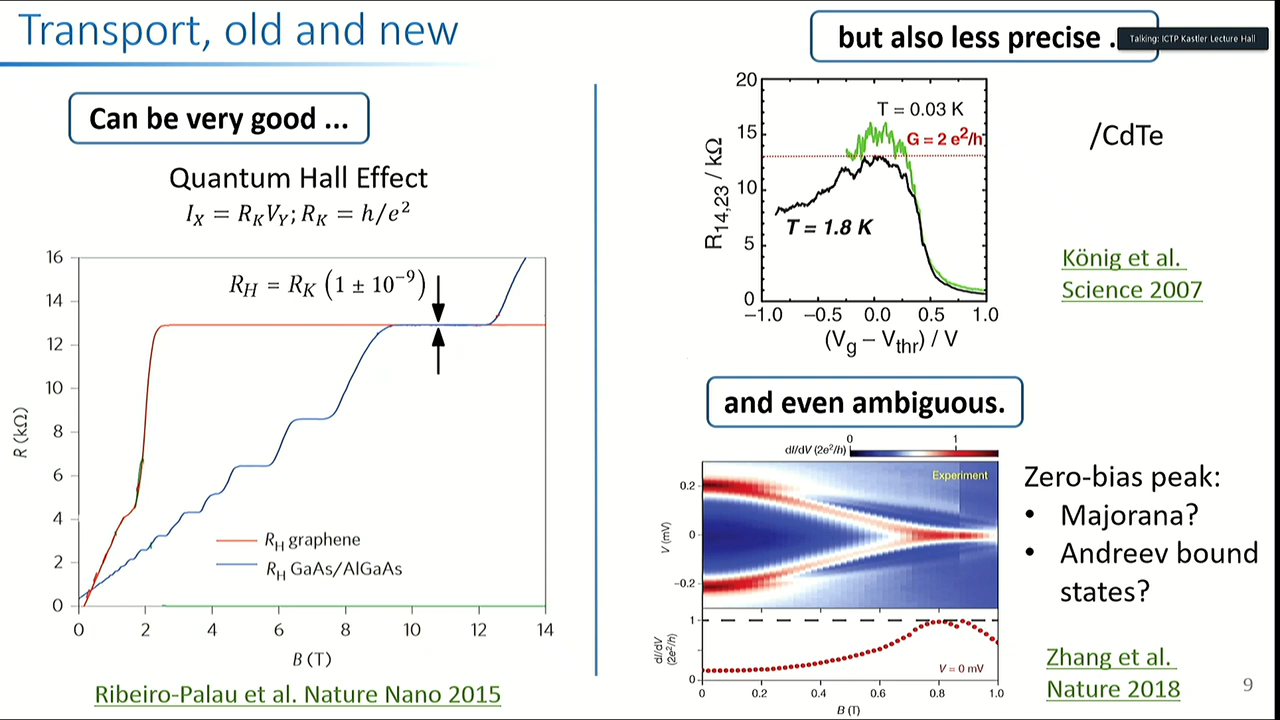 Transport, old and new
Can be very good ...
Quantum Hall Effect
I_X = R_K V_Y; R_K = h/e²
R_H = R_K (1 ± 10⁻⁹)
16
14
12
10
8
6
4
2
0
R (kΩ)
R_H graphene
R_H GaAs/AlGaAs
0 2 4 6 8 10 12 14
B (T)
Ribeiro-Palau et al. Nature Nano 2015
but also less precise .
Talking: ICTP Kastler Lecture Hall
20
15
10
5
0
R₁₄,₂₃ / kΩ
T = 0.03 K
G = 2 e²/h
T = 1.8 K
−1.0 −0.5 0.0 0.5 1.0
(V_g − V_thr) / V
/CdTe
König et al.
Science 2007
and even ambiguous.
0 1
dI/dV (2e²/h)
Experiment
0.2
0
−0.2
V (mV)
1
0
dI/dV
(2e²/h)
V = 0 mV
0 0.2 0.4 0.6 0.8 1.0
B (T)
Zero-bias peak:
• Majorana?
• Andreev bound
states?
Zhang et al.
Nature 2018
9